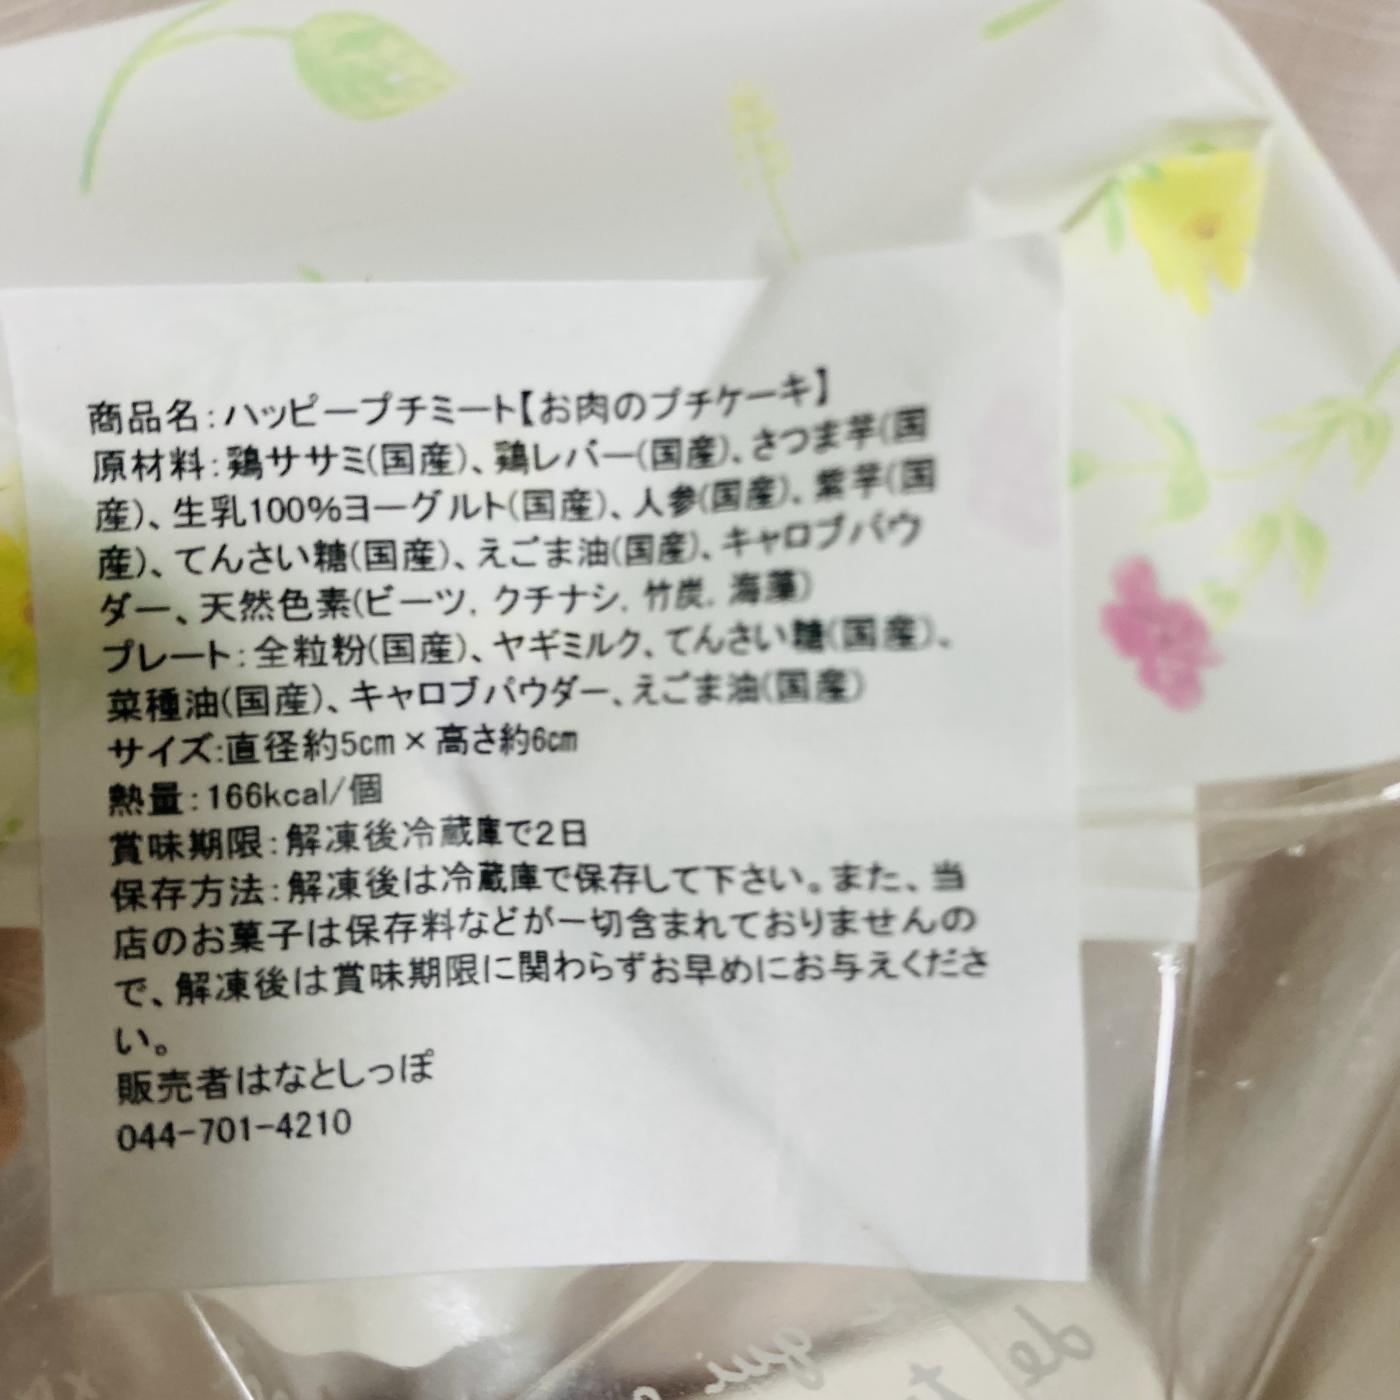 商品名：ハッピープチミート【お肉のプチケーキ】
原材料：鶏ササミ(国産)、鶏レバー(国産)、さつま芋(国
産)、生乳100%ヨーグルト(国産)、人参(国産)、紫芋(国
産)、てんさい糖(国産)、えごま油(国産)、キャロブパウ
ダー、天然色素(ビーツ，クチナシ，竹炭，海藻)
プレート：全粒粉(国産)、ヤギミルク、てんさい糖(国産)、
菜種油(国産)、キャロブパウダー、えごま油(国産)
サイズ:直径約5㎝×高さ約6㎝
熱量：166kcal/個
賞味期限：解凍後冷蔵庫で2日
保存方法：解凍後は冷蔵庫で保存して下さい。また、当
店のお菓子は保存料などが一切含まれておりませんの
で、解凍後は賞味期限に関わらずお早めにお与えくださ
い。
販売者はなとしっぽ
044-701-4210
de
qui